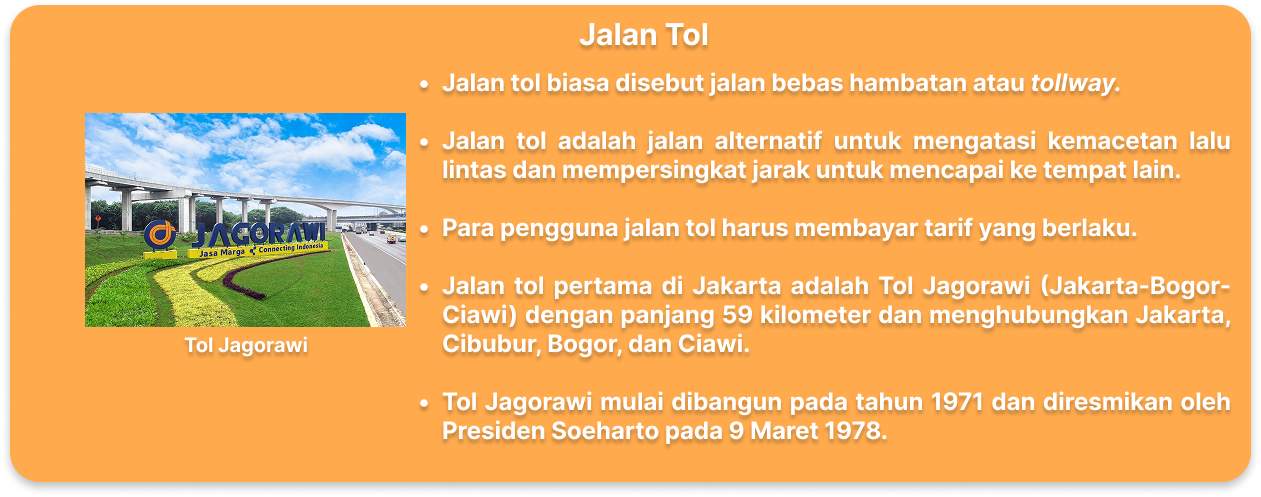 Jalan Tol
JAGORAWI
Jasa Marga Connecting Indonesia
Tol Jagorawi
• Jalan tol biasa disebut jalan bebas hambatan atau tollway.
• Jalan tol adalah jalan alternatif untuk mengatasi kemacetan lalu
lintas dan mempersingkat jarak untuk mencapai ke tempat lain.
• Para pengguna jalan tol harus membayar tarif yang berlaku.
• Jalan tol pertama di Jakarta adalah Tol Jagorawi (Jakarta-Bogor-
Ciawi) dengan panjang 59 kilometer dan menghubungkan Jakarta,
Cibubur, Bogor, dan Ciawi.
• Tol Jagorawi mulai dibangun pada tahun 1971 dan diresmikan oleh
Presiden Soeharto pada 9 Maret 1978.